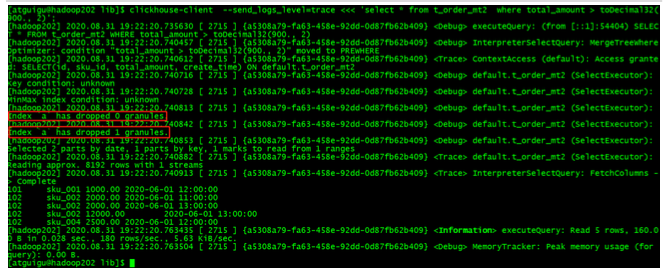 [atguigu@hadoop202 lib]$ clickhouse-client  --send_logs_level=trace <<< 'select * from t_order_mt2  where total_amount > toDecimal32(
900., 2)';
[hadoop202] 2020.08.31 19:22:20.735630 [ 2715 ] {a5308a79-fa63-458e-92dd-0d87fb62b409} <Debug> executeQuery: (from [::1]:54404) SELEC
T * FROM t_order_mt2 WHERE total_amount > toDecimal32(900., 2)
[hadoop202] 2020.08.31 19:22:20.740457 [ 2715 ] {a5308a79-fa63-458e-92dd-0d87fb62b409} <Debug> InterpreterSelectQuery: MergeTreeWhere
Optimizer: condition "total_amount > toDecimal32(900., 2)" moved to PREWHERE
[hadoop202] 2020.08.31 19:22:20.740612 [ 2715 ] {a5308a79-fa63-458e-92dd-0d87fb62b409} <Trace> ContextAccess (default): Access grante
d: SELECT(id, sku_id, total_amount, create_time) ON default.t_order_mt2
[hadoop202] 2020.08.31 19:22:20.740716 [ 2715 ] {a5308a79-fa63-458e-92dd-0d87fb62b409} <Debug> default.t_order_mt2 (SelectExecutor):
Key condition: unknown
[hadoop202] 2020.08.31 19:22:20.740728 [ 2715 ] {a5308a79-fa63-458e-92dd-0d87fb62b409} <Debug> default.t_order_mt2 (SelectExecutor):
MinMax index condition: unknown
[hadoop202] 2020.08.31 19:22:20.740813 [ 2715 ] {a5308a79-fa63-458e-92dd-0d87fb62b409} <Debug> default.t_order_mt2 (SelectExecutor):
Index `a` has dropped 0 granules.
[hadoop202] 2020.08.31 19:22:20.740842 [ 2715 ] {a5308a79-fa63-458e-92dd-0d87fb62b409} <Debug> default.t_order_mt2 (SelectExecutor):
Index `a` has dropped 1 granules.
[hadoop202] 2020.08.31 19:22:20.740853 [ 2715 ] {a5308a79-fa63-458e-92dd-0d87fb62b409} <Debug> default.t_order_mt2 (SelectExecutor):
Selected 2 parts by date, 1 parts by key, 1 marks to read from 1 ranges
[hadoop202] 2020.08.31 19:22:20.740882 [ 2715 ] {a5308a79-fa63-458e-92dd-0d87fb62b409} <Trace> default.t_order_mt2 (SelectExecutor):
Reading approx. 8192 rows with 1 streams
[hadoop202] 2020.08.31 19:22:20.740913 [ 2715 ] {a5308a79-fa63-458e-92dd-0d87fb62b409} <Trace> InterpreterSelectQuery: FetchColumns -
> Complete
101     sku_001 1000.00 2020-06-01 12:00:00
102     sku_002 2000.00 2020-06-01 11:00:00
102     sku_002 2000.00 2020-06-01 13:00:00
102     sku_002 12000.00        2020-06-01 13:00:00
102     sku_004 2500.00 2020-06-01 12:00:00
[hadoop202] 2020.08.31 19:22:20.763435 [ 2715 ] {a5308a79-fa63-458e-92dd-0d87fb62b409} <Information> executeQuery: Read 5 rows, 160.0
0 B in 0.028 sec., 180 rows/sec., 5.63 KiB/sec.
[hadoop202] 2020.08.31 19:22:20.763504 [ 2715 ] {a5308a79-fa63-458e-92dd-0d87fb62b409} <Debug> MemoryTracker: Peak memory usage (for
query): 0.00 B.
[atguigu@hadoop202 lib]$